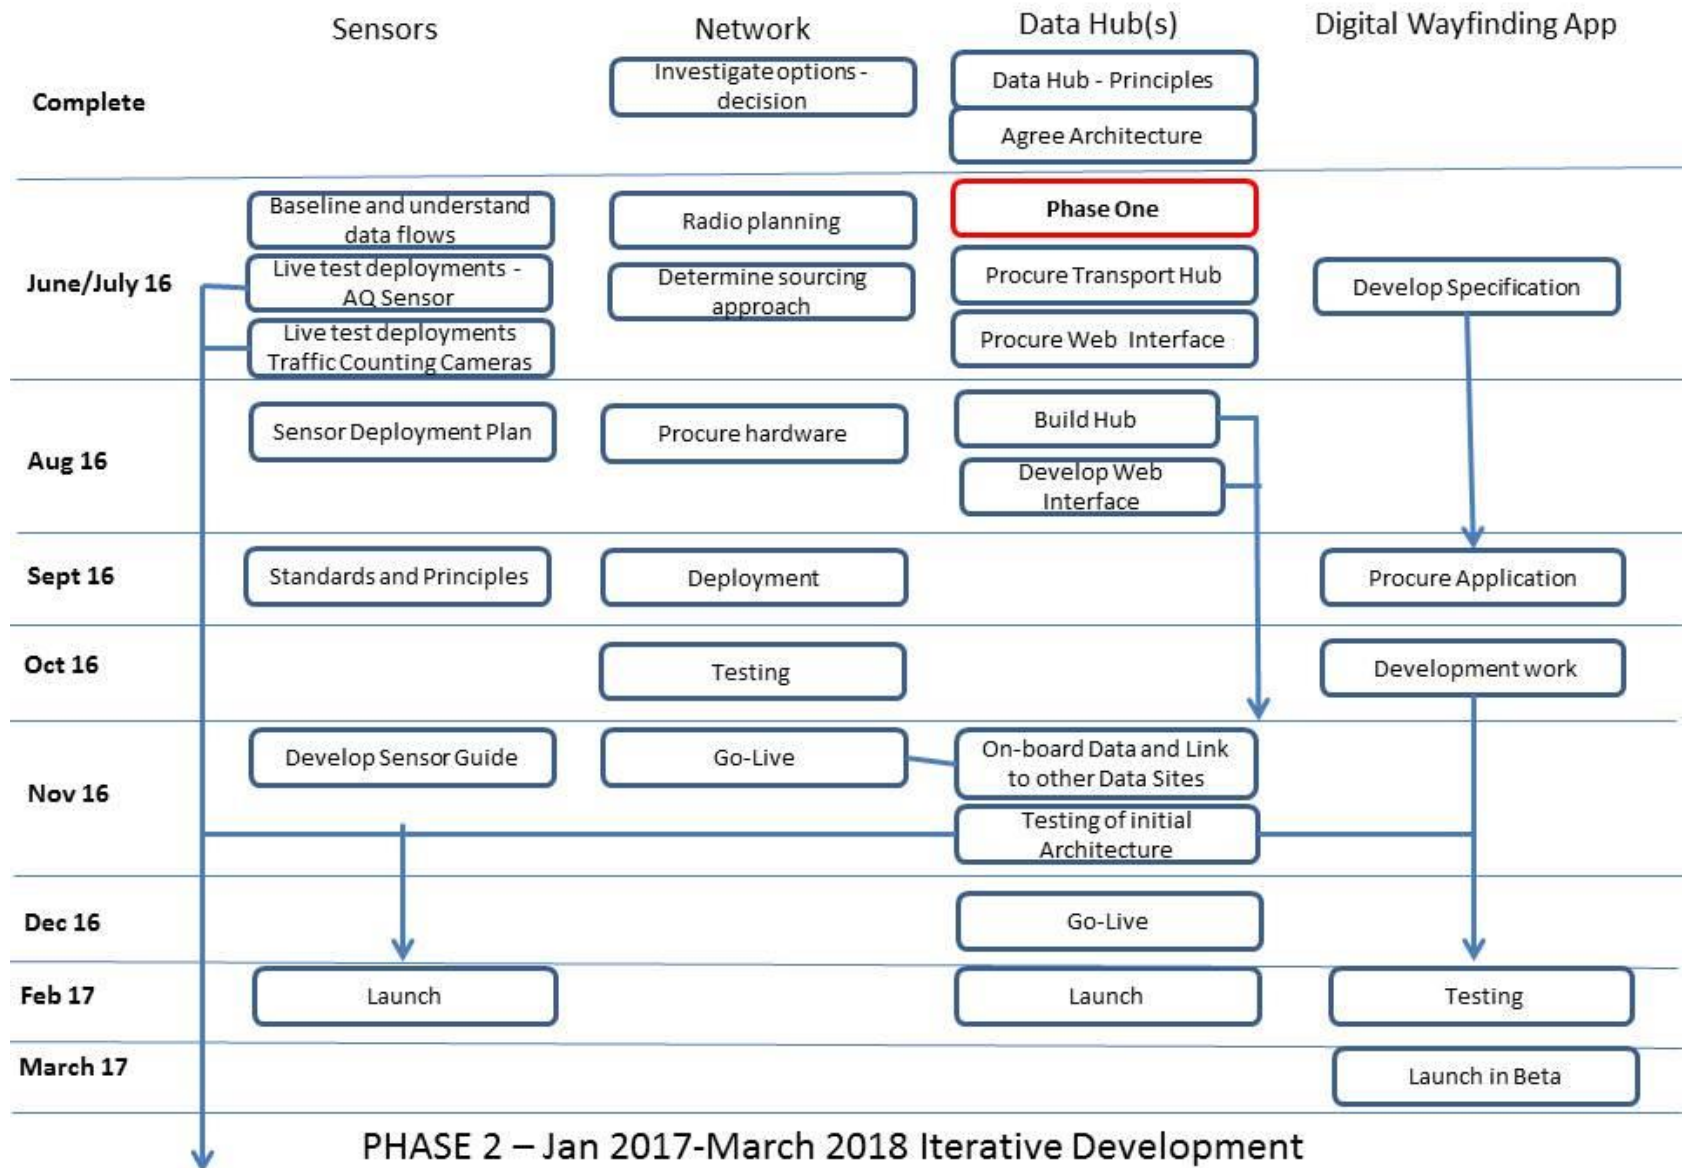 Sensors
Network
Data Hub(s)
Digital Wayfinding App
Complete
Investigate options -
decision
Data Hub - Principles
Agree Architecture
June/July 16
Baseline and understand
data flows
Live test deployments -
AQ Sensor
Live test deployments
Traffic Counting Cameras
Radio planning
Determine sourcing
approach
Phase One
Procure Transport Hub
Procure Web Interface
Develop Specification
Aug 16
Sensor Deployment Plan
Procure hardware
Build Hub
Develop Web
Interface
Sept 16
Standards and Principles
Deployment
Procure Application
Oct 16
Testing
Development work
Nov 16
Develop Sensor Guide
Go-Live
On-board Data and Link
to other Data Sites
Testing of initial
Architecture
Dec 16
Go-Live
Feb 17
Launch
Launch
Testing
March 17
Launch in Beta
PHASE 2 – Jan 2017-March 2018 Iterative Development